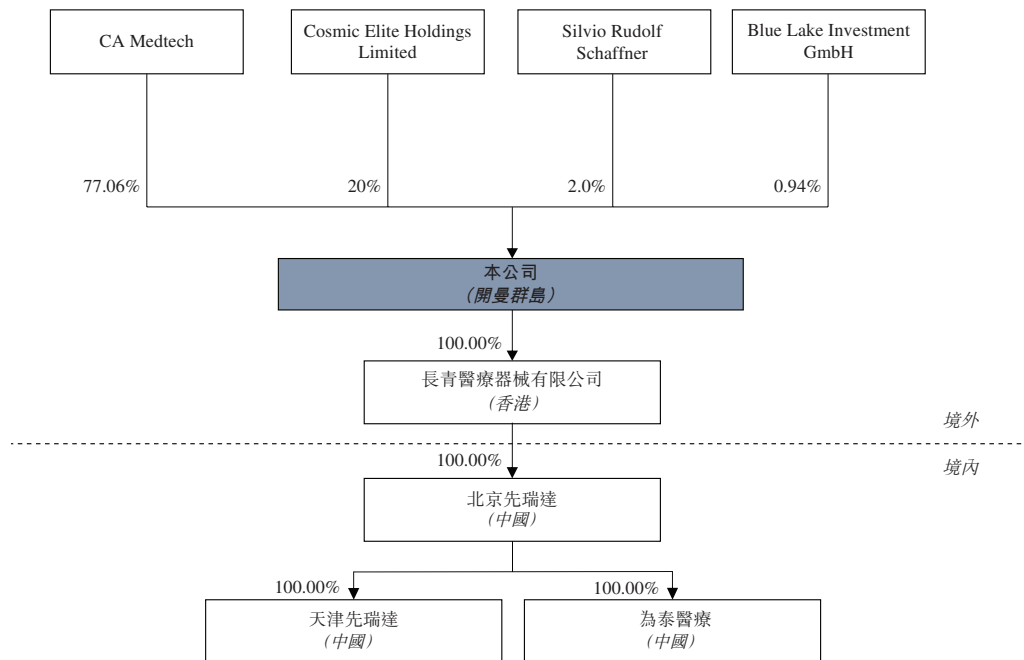 CA Medtech
Cosmic Elite Holdings
Limited
Silvio Rudolf
Schaffner
Blue Lake Investment
GmbH
77.06%
20%
2.0%
0.94%
本公司
（開曼群島）
100.00%
長青醫療器械有限公司
（香港）
境外
境內
100.00%
北京先瑞達
（中國）
100.00%
100.00%
天津先瑞達
（中國）
為泰醫療
（中國）